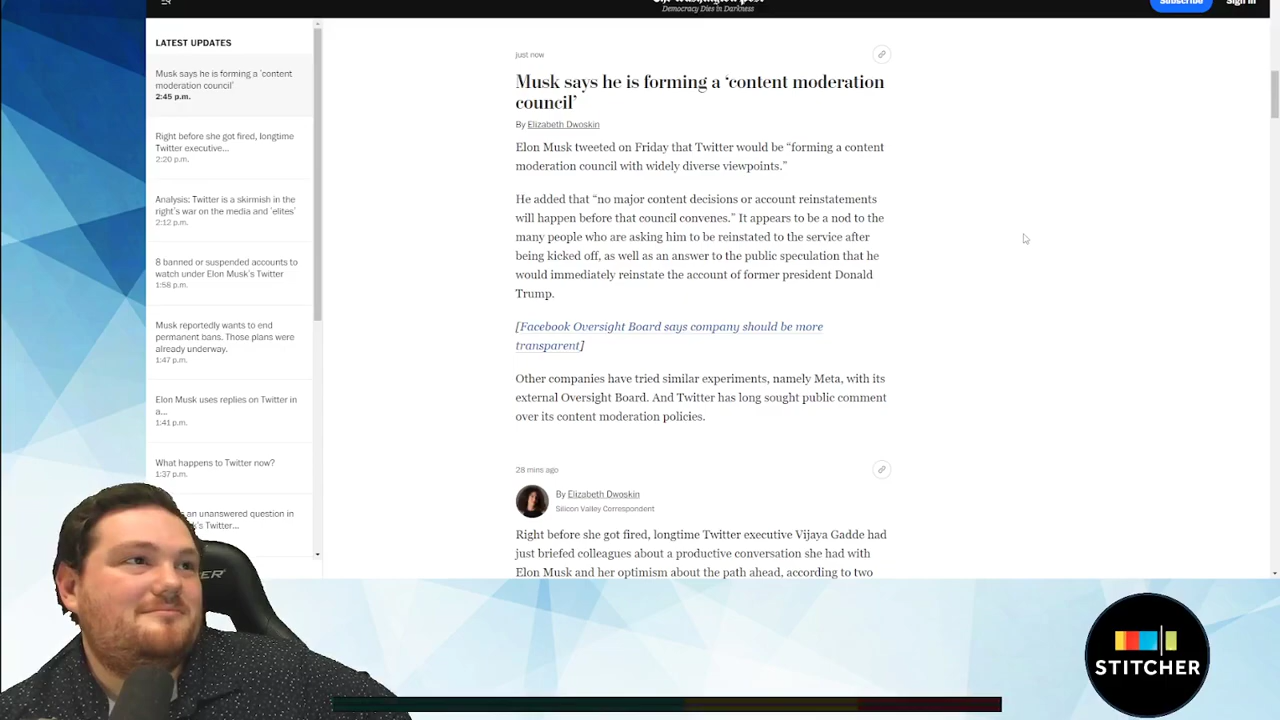 Democracy Dies in Darkness
Subscribe
Sign in
LATEST UPDATES
Musk says he is forming a 'content
moderation council'
2:45 p.m.
Right before she got fired, longtime
Twitter executive...
2:20 p.m.
Analysis: Twitter is a skirmish in the
right's war on the media and 'elites'
2:12 p.m.
8 banned or suspended accounts to
watch under Elon Musk's Twitter
1:58 p.m.
Musk reportedly wants to end
permanent bans. Those plans were
already underway.
1:47 p.m.
Elon Musk uses replies on Twitter in
a...
1:41 p.m.
What happens to Twitter now?
1:37 p.m.
an unanswered question in
Twitter...
just now
Musk says he is forming a ‘content moderation
council’
By Elizabeth Dwoskin
Elon Musk tweeted on Friday that Twitter would be “forming a content
moderation council with widely diverse viewpoints.”
He added that “no major content decisions or account reinstatements
will happen before that council convenes.” It appears to be a nod to the
many people who are asking him to be reinstated to the service after
being kicked off, as well as an answer to the public speculation that he
would immediately reinstate the account of former president Donald
Trump.
[Facebook Oversight Board says company should be more
transparent]
Other companies have tried similar experiments, namely Meta, with its
external Oversight Board. And Twitter has long sought public comment
over its content moderation policies.
28 mins ago
By Elizabeth Dwoskin
Silicon Valley Correspondent
Right before she got fired, longtime Twitter executive Vijaya Gadde had
just briefed colleagues about a productive conversation she had with
Elon Musk and her optimism about the path ahead, according to two
STITCHER